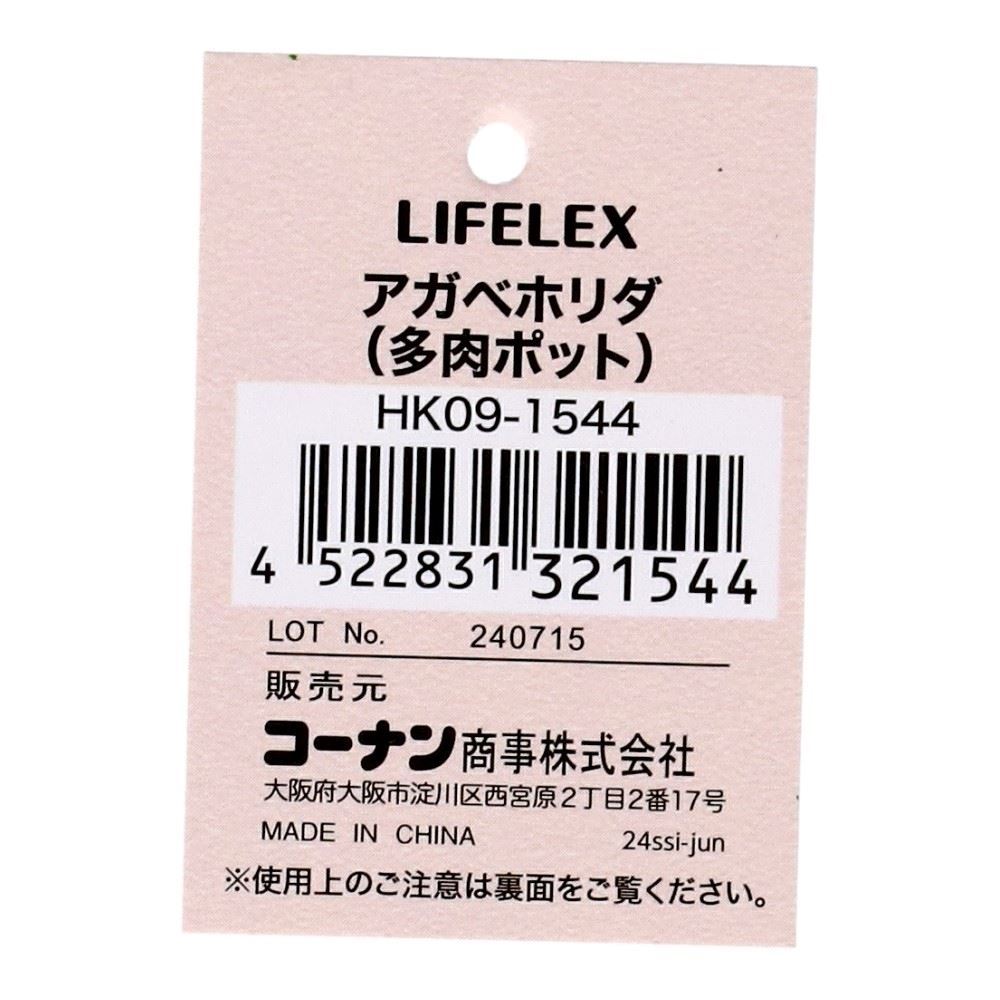 LIFELEX
アガベホリダ
(多肉ポット)
HK09-1544
4 522831 321544
LOT No. 240715
販売元
コーナン商事株式会社
大阪府大阪市淀川区西宮原2丁目2番17号
MADE IN CHINA 24ssi-jun
※使用上のご注意は裏面をご覧ください。